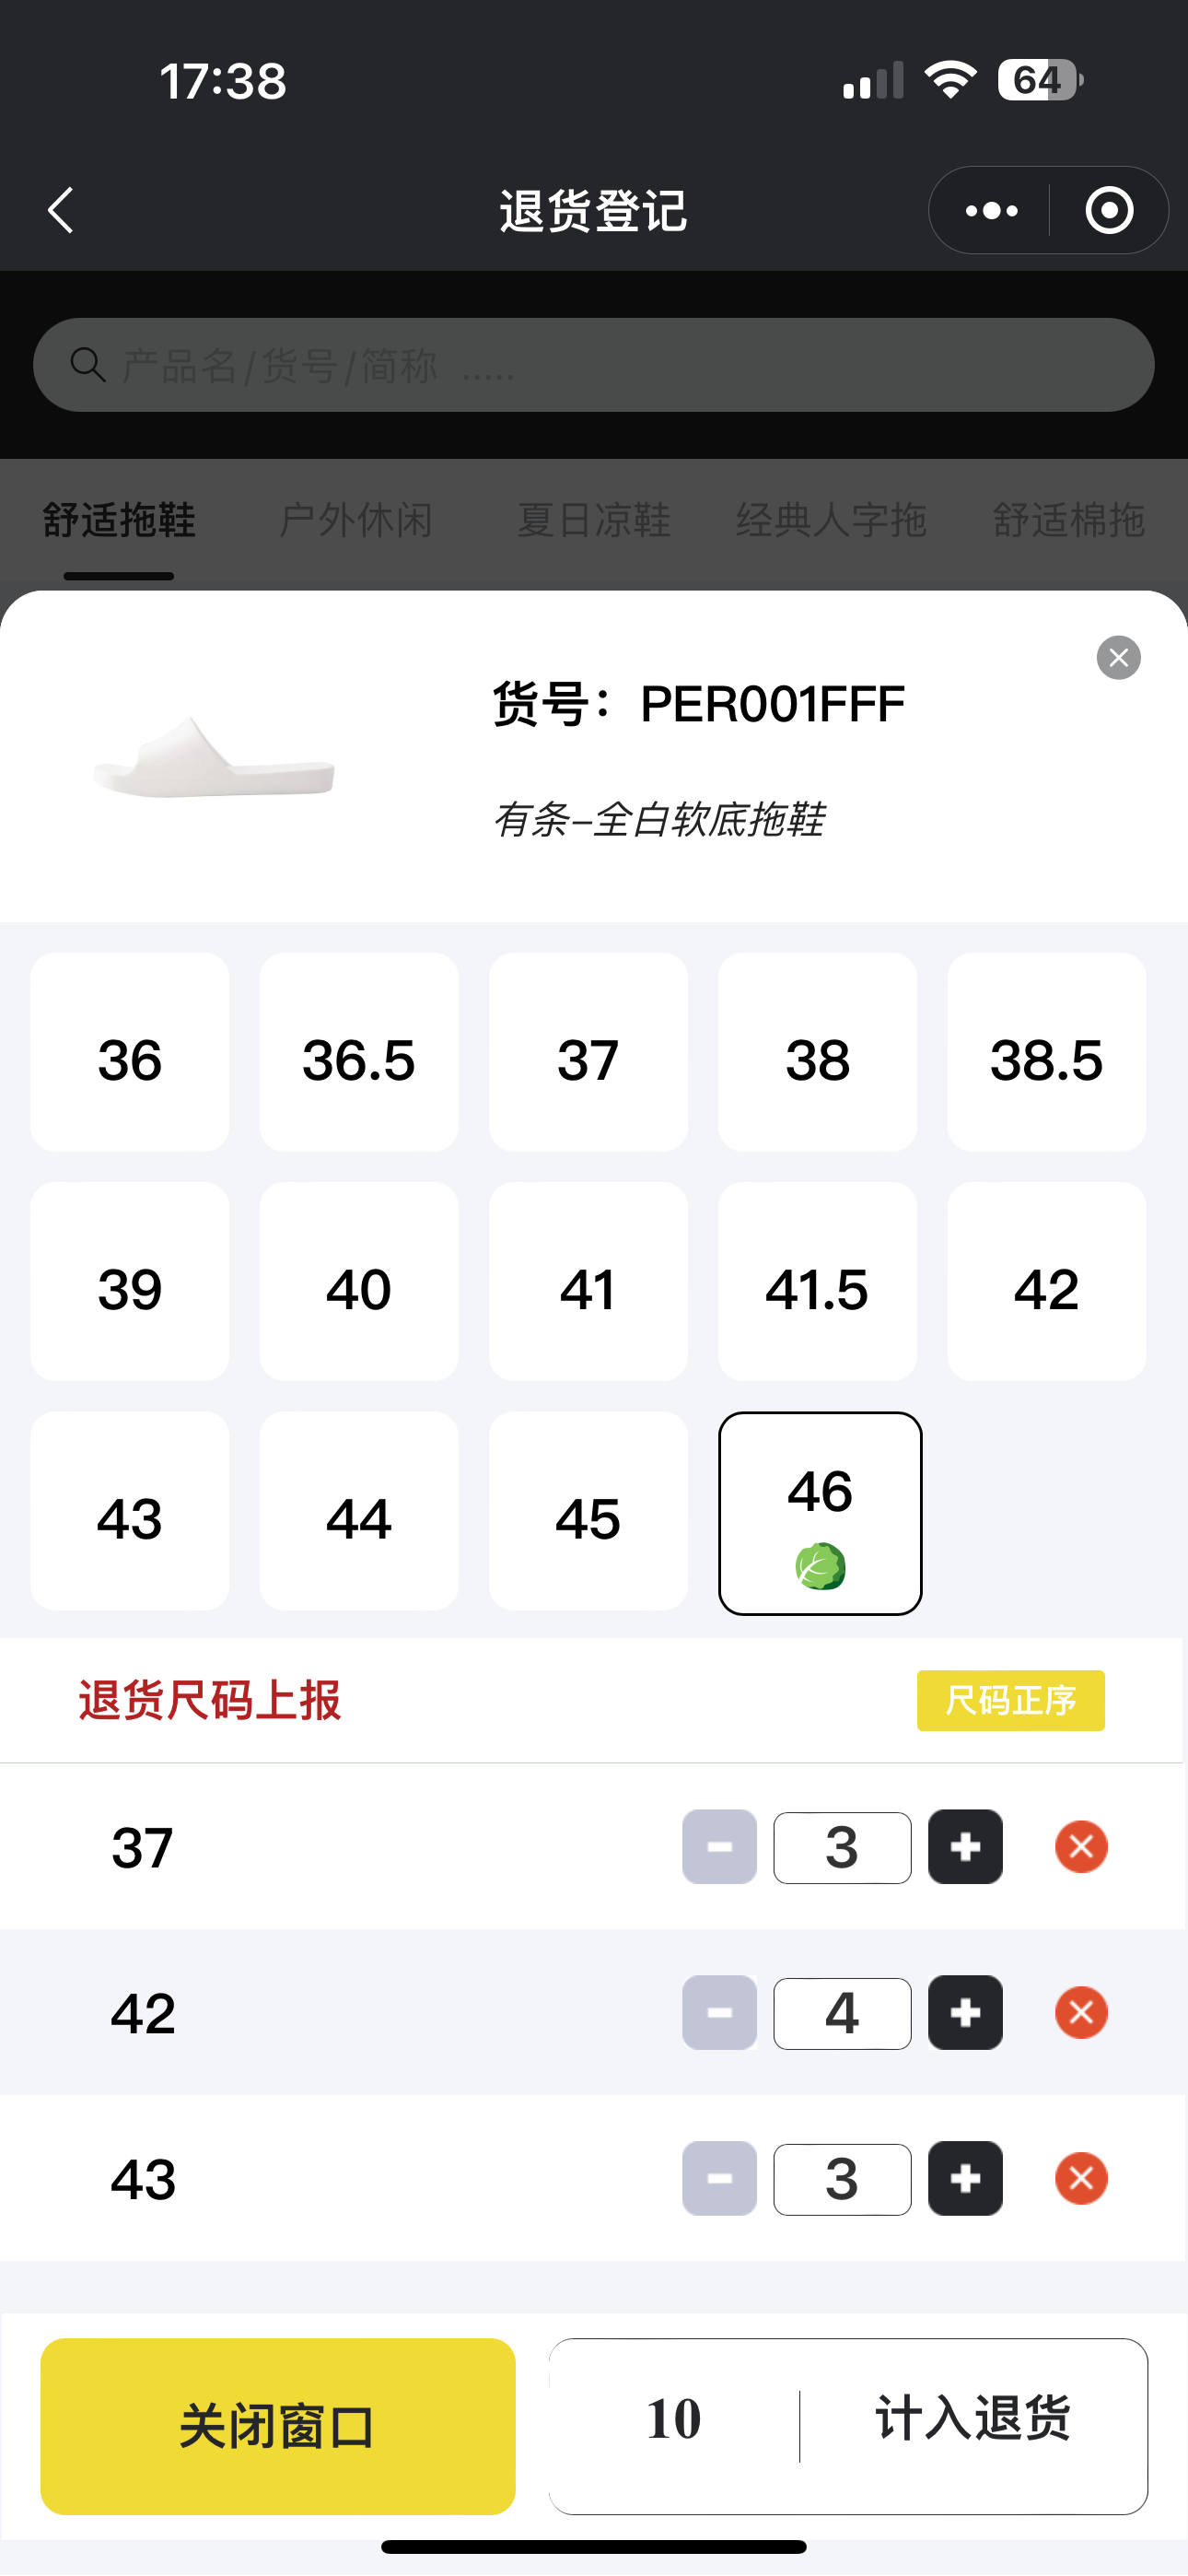 17:38
64
退货登记
产品名/货号/简称 .....
舒适拖鞋 户外休闲 夏日凉鞋 经典人字拖 舒适棉拖
货号：PER001FFF
有条-全白软底拖鞋
36 36.5 37 38 38.5
39 40 41 41.5 42
43 44 45 46
退货尺码上报 尺码正序
37 - 3 +
42 - 4 +
43 - 3 +
关闭窗口 10 计入退货